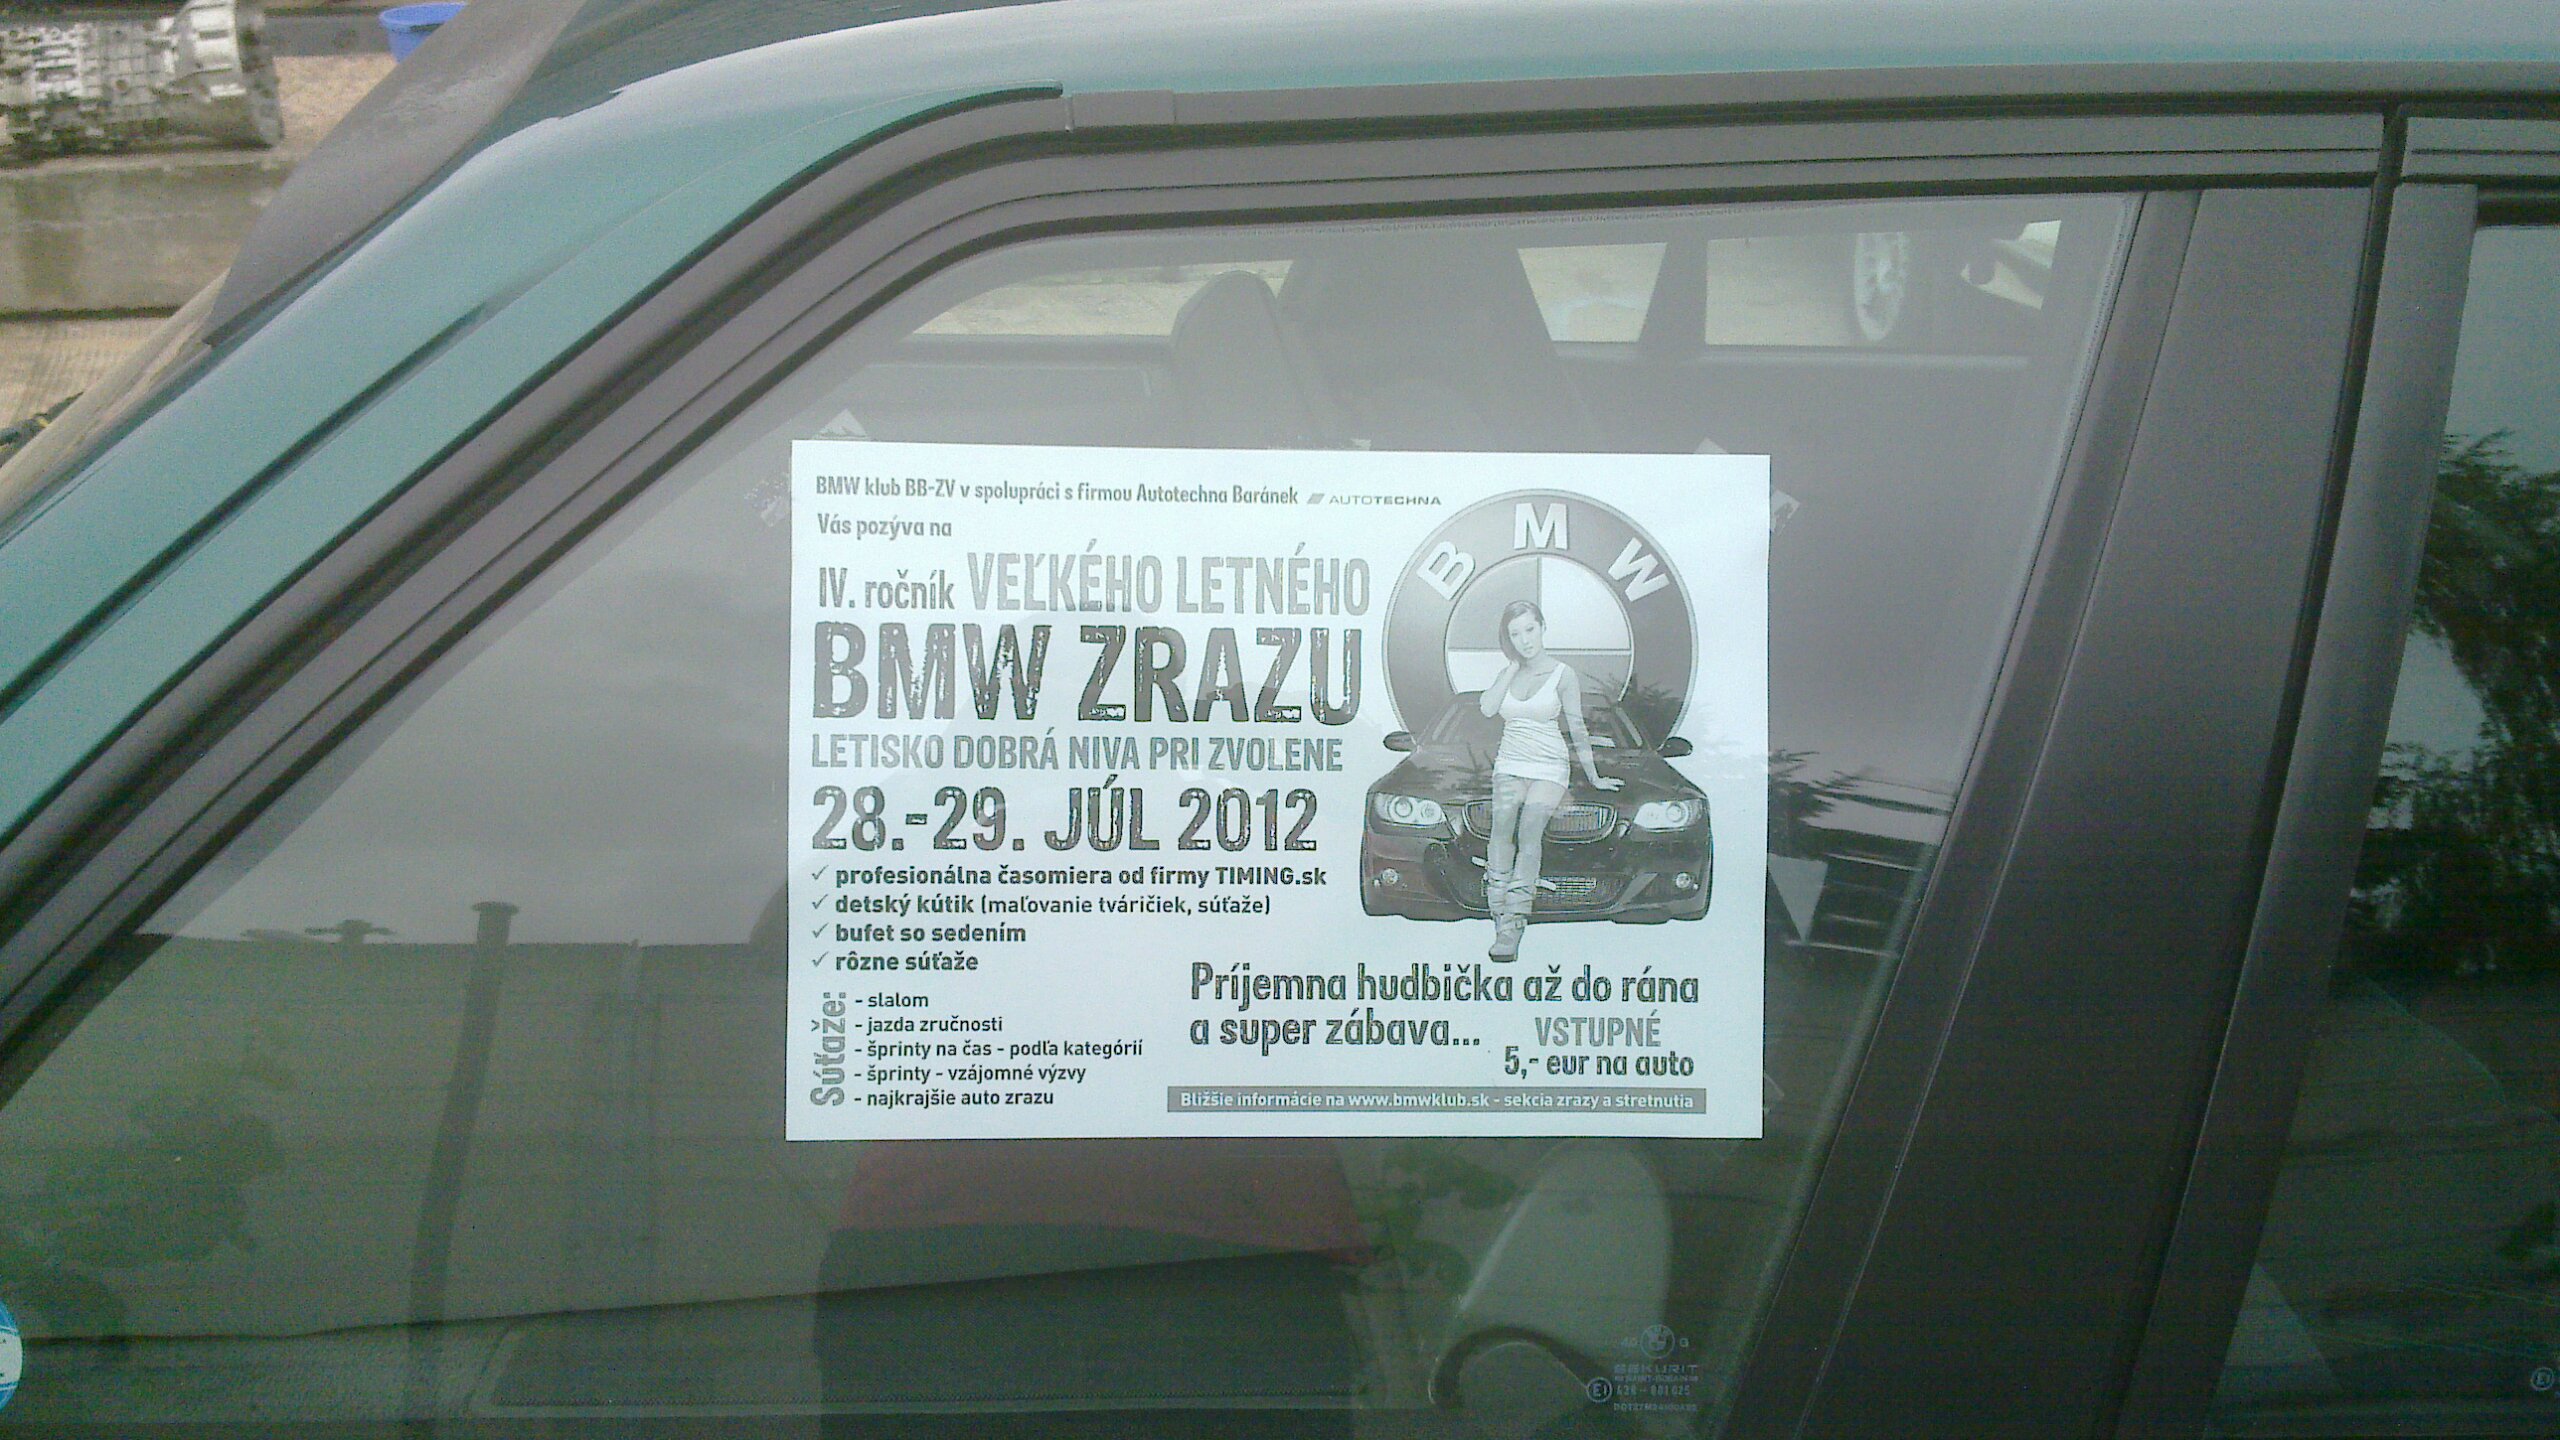 BMW klub BB-ZV v spolupráci s firmou Autotechna Baránek AUTOTECHNA
Vás pozýva na
IV. ročník VEĽKÉHO LETNÉHO
BMW ZRAZU
LETISKO DOBRÁ NIVA PRI ZVOLENE
28.-29. JÚL 2012
✓ profesionálna časomiera od firmy TIMING.sk
✓ detský kútik (maľovanie tváričiek, súťaže)
✓ bufet so sedením
✓ rôzne súťaže
Súťaže:
- slalom
- jazda zručnosti
- šprinty na čas - podľa kategórií
- šprinty - vzájomné výzvy
- najkrajšie auto zrazu
BMW
Príjemna hudbička až do rána
a super zábava...
VSTUPNÉ
5,- eur na auto
Bližšie informácie na www.bmwklub.sk - sekcia zrazy a stretnutia
SEKURIT